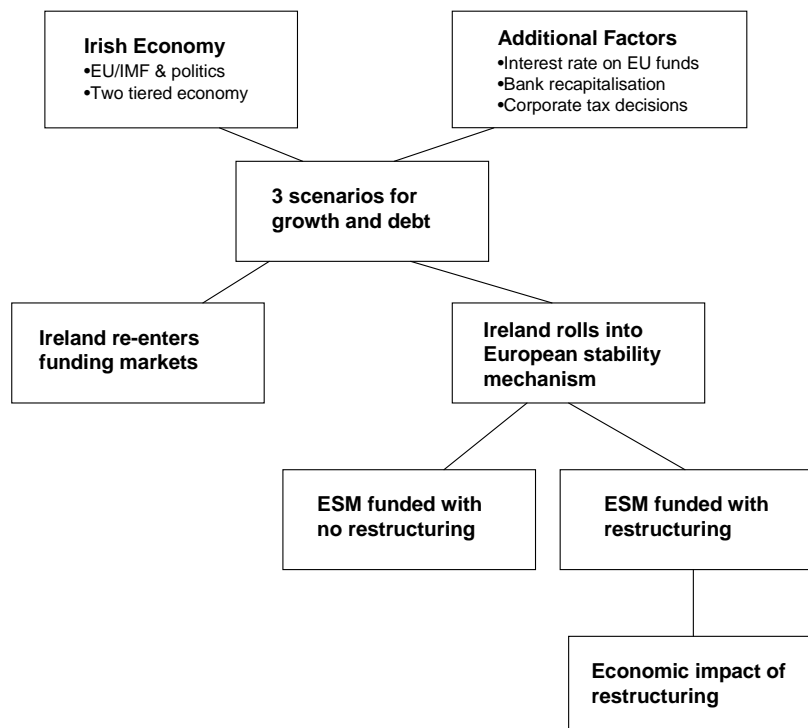 Irish Economy
•EU/IMF & politics
•Two tiered economy
Additional Factors
•Interest rate on EU funds
•Bank recapitalisation
•Corporate tax decisions
3 scenarios for
growth and debt
Ireland re-enters
funding markets
Ireland rolls into
European stability
mechanism
ESM funded with
no restructuring
ESM funded with
restructuring
Economic impact of
restructuring